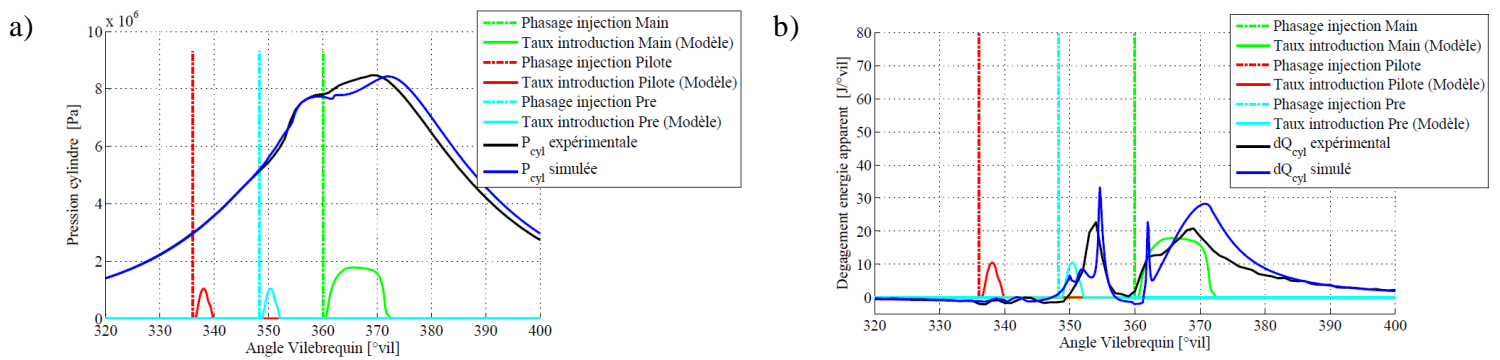 a)
x 10⁶
10
8
6
4
2
0
320 330 340 350 360 370 380 390 400
Pression cylindre [Pa]
Angle Vilebrequin [°vil]
Phasage injection Main
Taux introduction Main (Modèle)
Phasage injection Pilote
Taux introduction Pilote (Modèle)
Phasage injection Pre
Taux introduction Pre (Modèle)
P_cyl expérimentale
P_cyl simulée
b)
80
70
60
50
40
30
20
10
0
320 330 340 350 360 370 380 390 400
Degagement energie apparent [J/°vil]
Angle Vilebrequin [°vil]
Phasage injection Main
Taux introduction Main (Modèle)
Phasage injection Pilote
Taux introduction Pilote (Modèle)
Phasage injection Pre
Taux introduction Pre (Modèle)
dQ_cyl expérimental
dQ_cyl simulé